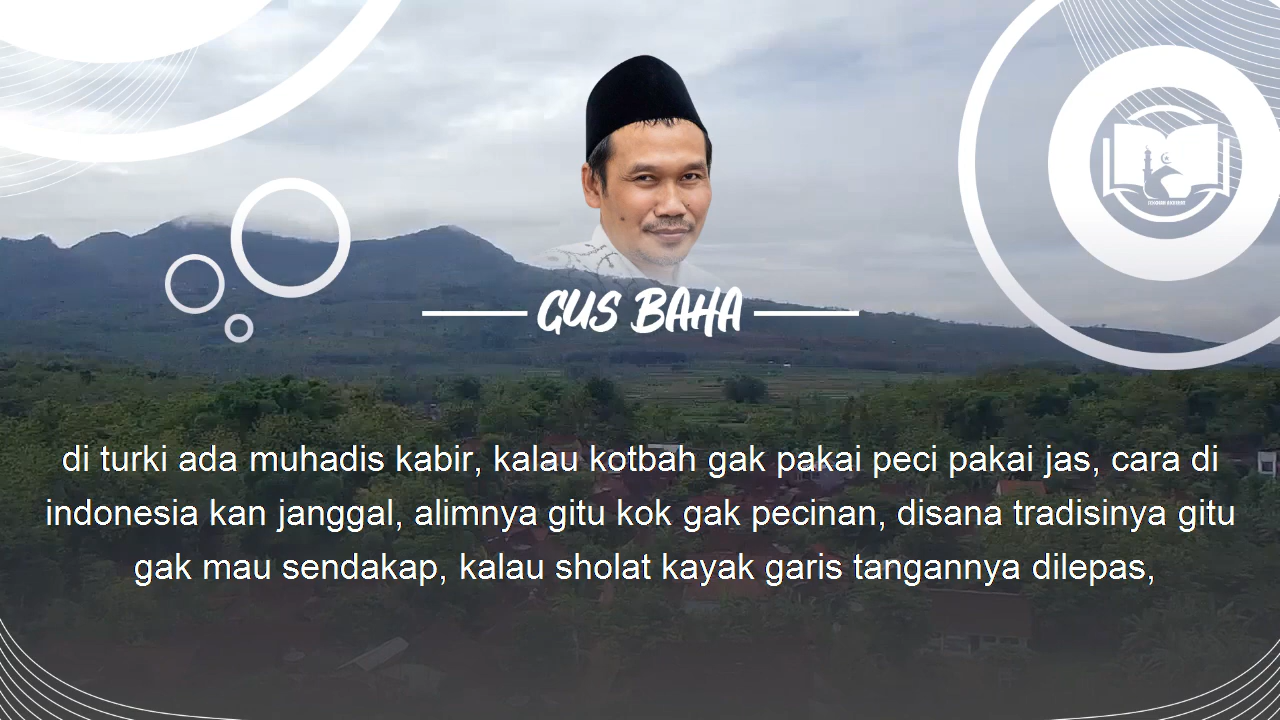 GUS BAHA
di turki ada muhadis kabir, kalau kotbah gak pakai peci pakai jas, cara di
indonesia kan janggal, alimnya gitu kok gak pecinan, disana tradisinya gitu
gak mau sendakap, kalau sholat kayak garis tangannya dilepas,